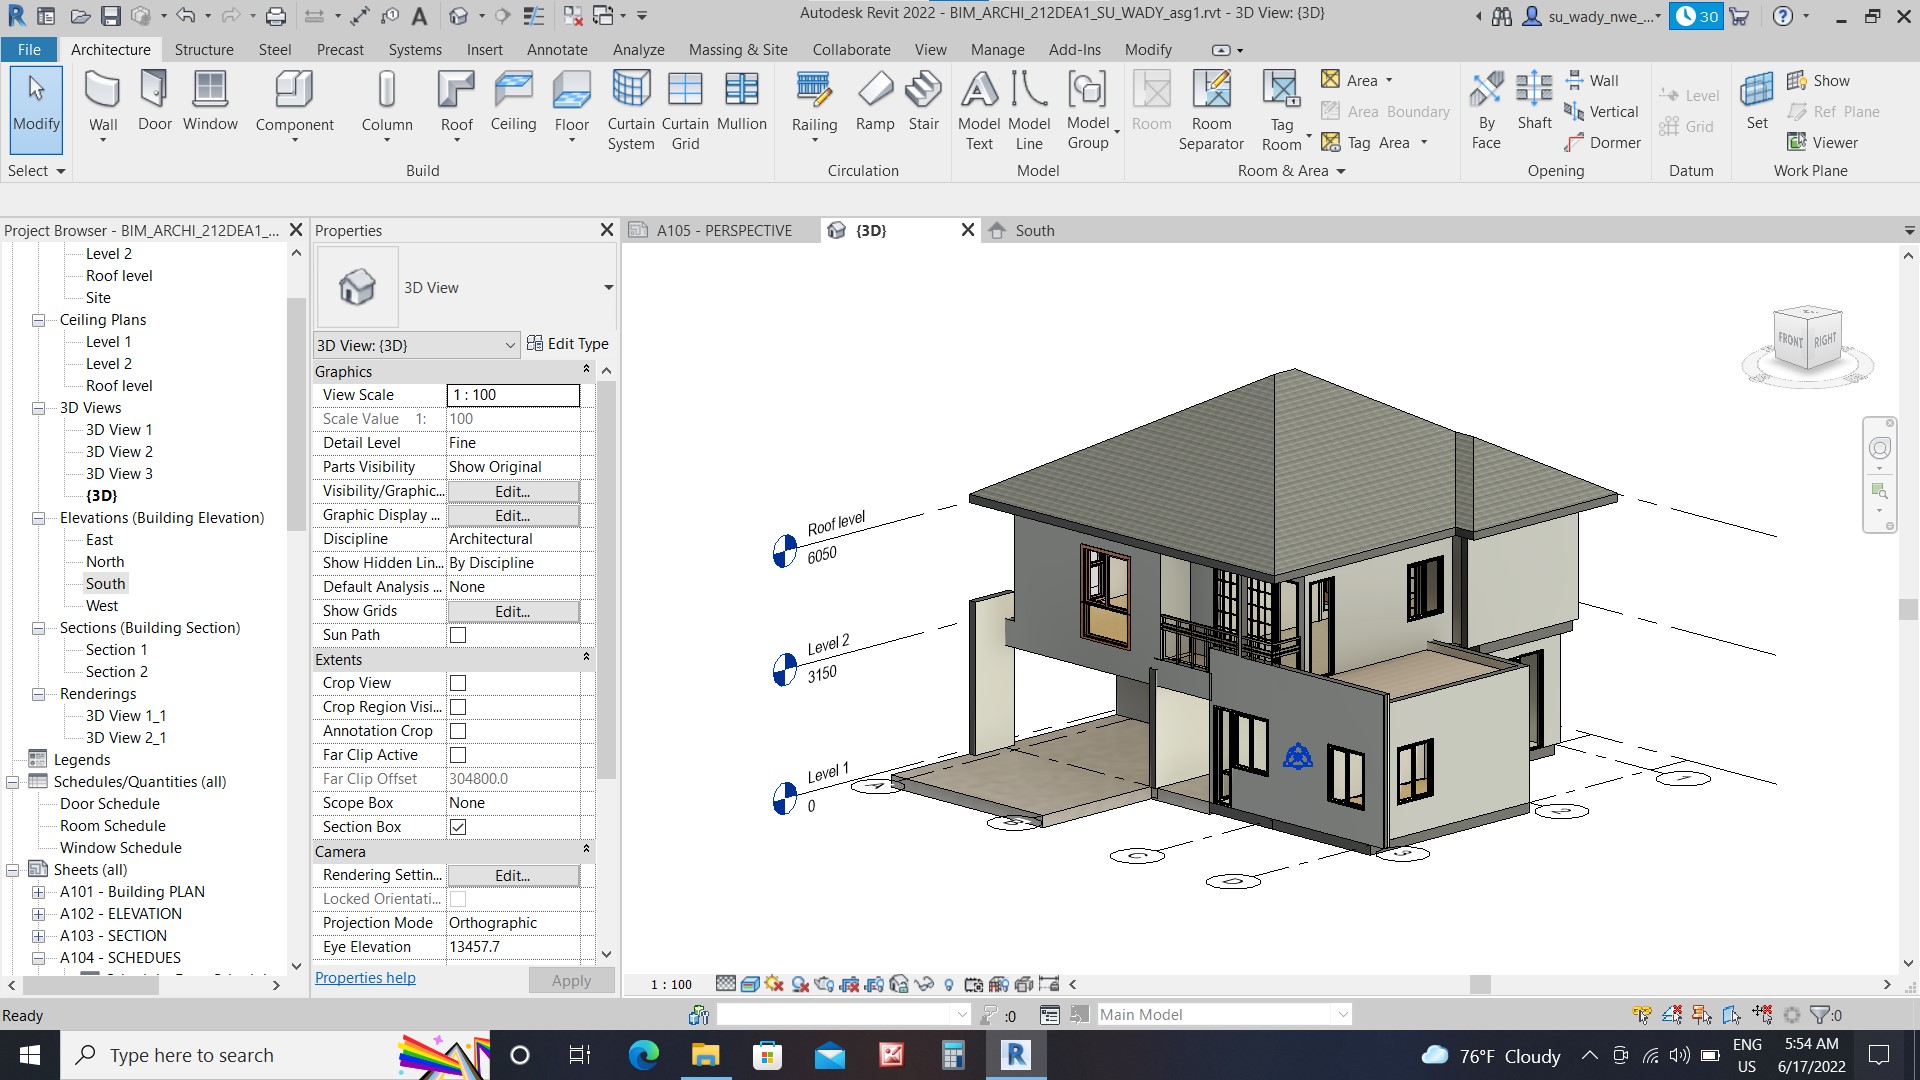 Autodesk Revit 2022 - BIM_ARCHI_212DEA1_SU_WADY_asg1.rvt - 3D View: {3D}
su_wady_nwe_...
30
File Architecture Structure Steel Precast Systems Insert Annotate Analyze Massing & Site Collaborate View Manage Add-Ins Modify
Modify
Wall
Door
Window
Component
Column
Roof
Ceiling
Floor
Curtain System
Curtain Grid
Mullion
Railing
Ramp
Stair
Model Text
Model Line
Model Group
Room
Room Separator
Tag Room
Area
Area Boundary
Tag Area
By Face
Shaft
Wall
Vertical
Dormer
Level
Grid
Set
Show
Ref Plane
Viewer
Select
Build
Circulation
Model
Room & Area
Opening
Datum
Work Plane
Project Browser - BIM_ARCHI_212DEA1_...
Level 2
Roof level
Site
Ceiling Plans
Level 1
Level 2
Roof level
3D Views
3D View 1
3D View 2
3D View 3
{3D}
Elevations (Building Elevation)
East
North
South
West
Sections (Building Section)
Section 1
Section 2
Renderings
3D View 1_1
3D View 2_1
Legends
Schedules/Quantities (all)
Door Schedule
Room Schedule
Window Schedule
Sheets (all)
A101 - Building PLAN
A102 - ELEVATION
A103 - SECTION
A104 - SCHEDUES
Properties
3D View
3D View: {3D}
Edit Type
Graphics
View Scale 1 : 100
Scale Value 1: 100
Detail Level Fine
Parts Visibility Show Original
Visibility/Graphic... Edit...
Graphic Display ... Edit...
Discipline Architectural
Show Hidden Lin... By Discipline
Default Analysis ... None
Show Grids Edit...
Sun Path
Extents
Crop View
Crop Region Visi...
Annotation Crop
Far Clip Active
Far Clip Offset 304800.0
Scope Box None
Section Box
Camera
Rendering Settin... Edit...
Locked Orientati...
Projection Mode Orthographic
Eye Elevation 13457.7
Properties help
Apply
A105 - PERSPECTIVE
{3D}
South
FRONT RIGHT
Roof level
6050
Level 2
3150
Level 1
0
A
B
C
D
3
2
1
1 : 100
Ready
:0
Main Model
:0
Type here to search
76°F Cloudy
ENG
US
5:54 AM
6/17/2022